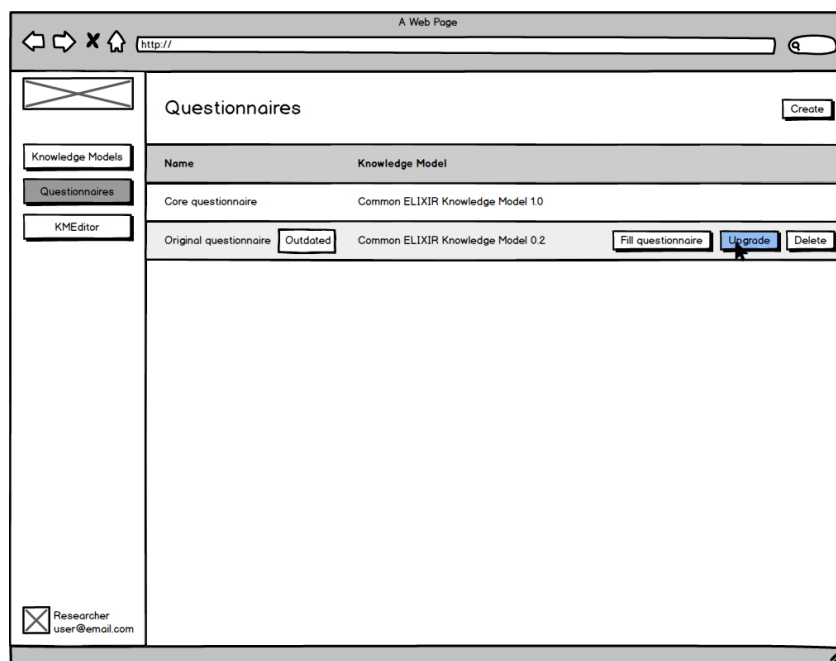 A Web Page
http://
Questionnaires
Create
Knowledge Models
Questionnaires
KMEditor
Name Knowledge Model
Core questionnaire Common ELIXIR Knowledge Model 1.0
Original questionnaire Outdated Common ELIXIR Knowledge Model 0.2 Fill questionnaire Upgrade Delete
Researcher
user@email.com